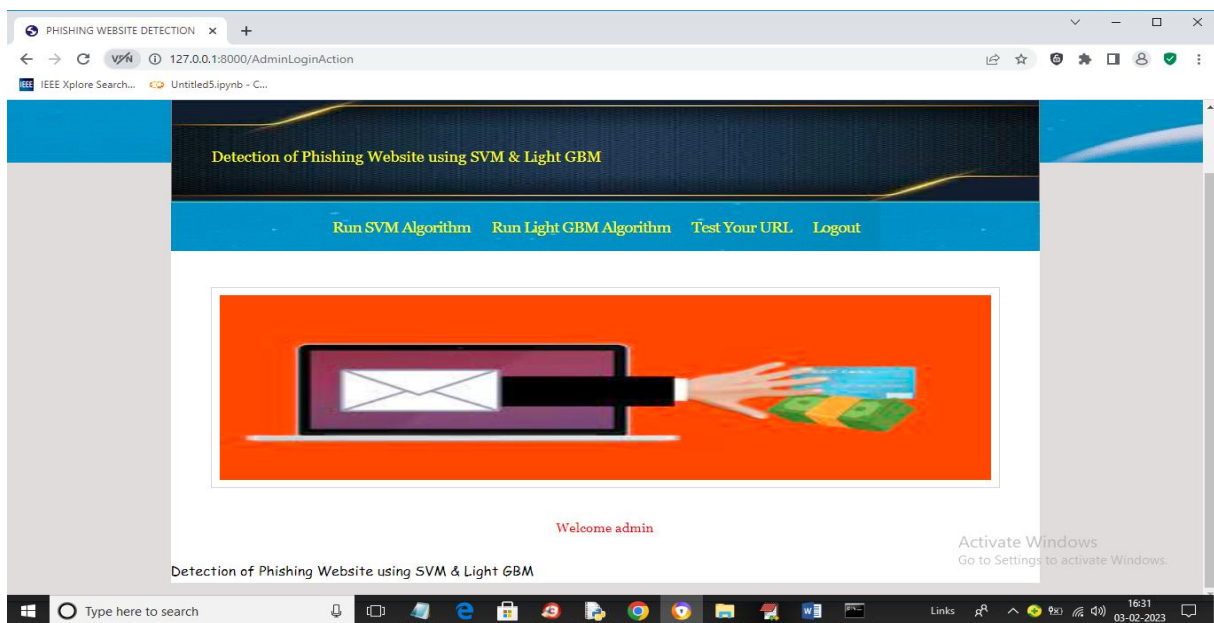 PHISHING WEBSITE DETECTION
VPN 127.0.0.1:8000/AdminLoginAction
IEEE IEEE Xplore Search... Untitled5.ipynb - C...
Detection of Phishing Website using SVM & Light GBM
Run SVM Algorithm Run Light GBM Algorithm Test Your URL Logout
Welcome admin
Activate Windows
Go to Settings to activate Windows.
Detection of Phishing Website using SVM & Light GBM
Type here to search Links 16:31
03-02-2023